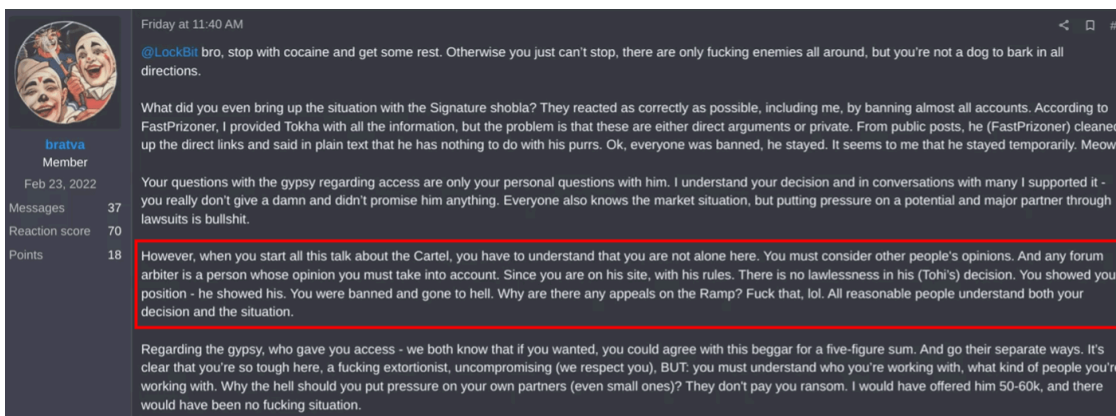 Friday at 11:40 AM
@LockBit bro, stop with cocaine and get some rest. Otherwise you just can't stop, there are only fucking enemies all around, but you're not a dog to bark in all
directions.
What did you even bring up the situation with the Signature shobla? They reacted as correctly as possible, including me, by banning almost all accounts. According to
FastPrizoner, I provided Tokha with all the information, but the problem is that these are either direct arguments or private. From public posts, he (FastPrizoner) cleaned
up the direct links and said in plain text that he has nothing to do with his purrs. Ok, everyone was banned, he stayed. It seems to me that he stayed temporarily. Meow
bratva
Member
Feb 23, 2022
Messages 37
Reaction score 70
Points 18
Your questions with the gypsy regarding access are only your personal questions with him. I understand your decision and in conversations with many I supported it -
you really don't give a damn and didn't promise him anything. Everyone also knows the market situation, but putting pressure on a potential and major partner through
lawsuits is bullshit.
However, when you start all this talk about the Cartel, you have to understand that you are not alone here. You must consider other people's opinions. And any forum
arbiter is a person whose opinion you must take into account. Since you are on his site, with his rules. There is no lawlessness in his (Tohi's) decision. You showed you
position - he showed his. You were banned and gone to hell. Why are there any appeals on the Ramp? Fuck that, lol. All reasonable people understand both your
decision and the situation.
Regarding the gypsy, who gave you access - we both know that if you wanted, you could agree with this beggar for a five-figure sum. And go their separate ways. It's
clear that you're so tough here, a fucking extortionist, uncompromising (we respect you), BUT: you must understand who you're working with, what kind of people you're
working with. Why the hell should you put pressure on your own partners (even small ones)? They don't pay you ransom. I would have offered him 50-60k, and there
would have been no fucking situation.